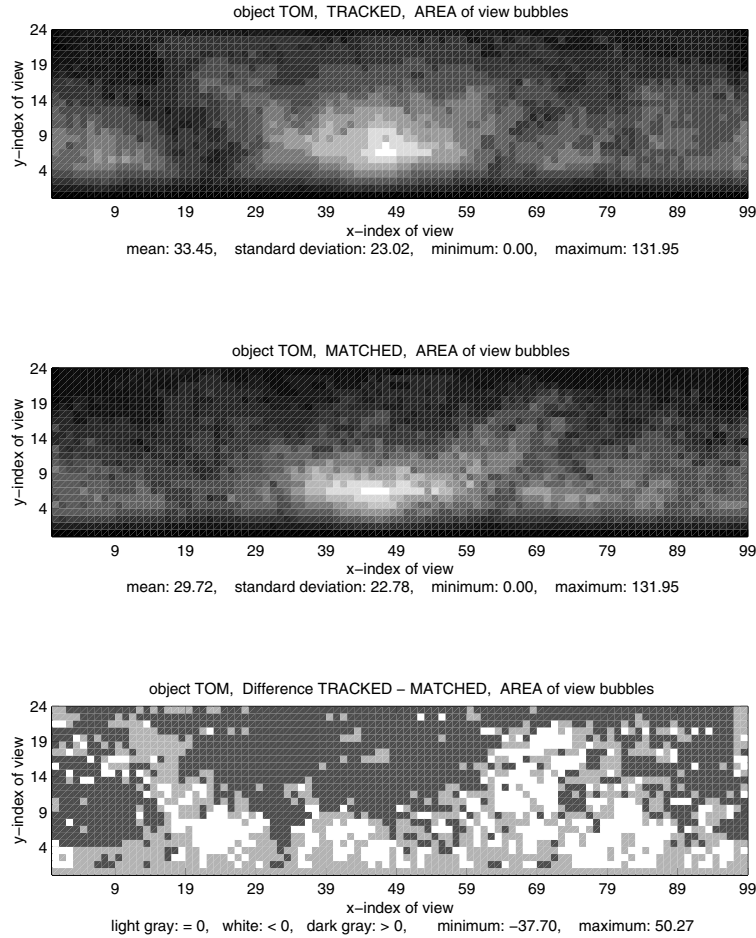 object TOM, TRACKED, AREA of view bubbles
24
19
14
9
4
y−index of view
9 19 29 39 49 59 69 79 89 99
x−index of view
mean: 33.45, standard deviation: 23.02, minimum: 0.00, maximum: 131.95
object TOM, MATCHED, AREA of view bubbles
24
19
14
9
4
y−index of view
9 19 29 39 49 59 69 79 89 99
x−index of view
mean: 29.72, standard deviation: 22.78, minimum: 0.00, maximum: 131.95
object TOM, Difference TRACKED − MATCHED, AREA of view bubbles
24
19
14
9
4
y−index of view
9 19 29 39 49 59 69 79 89 99
x−index of view
light gray: = 0, white: < 0, dark gray: > 0, minimum: −37.70, maximum: 50.27